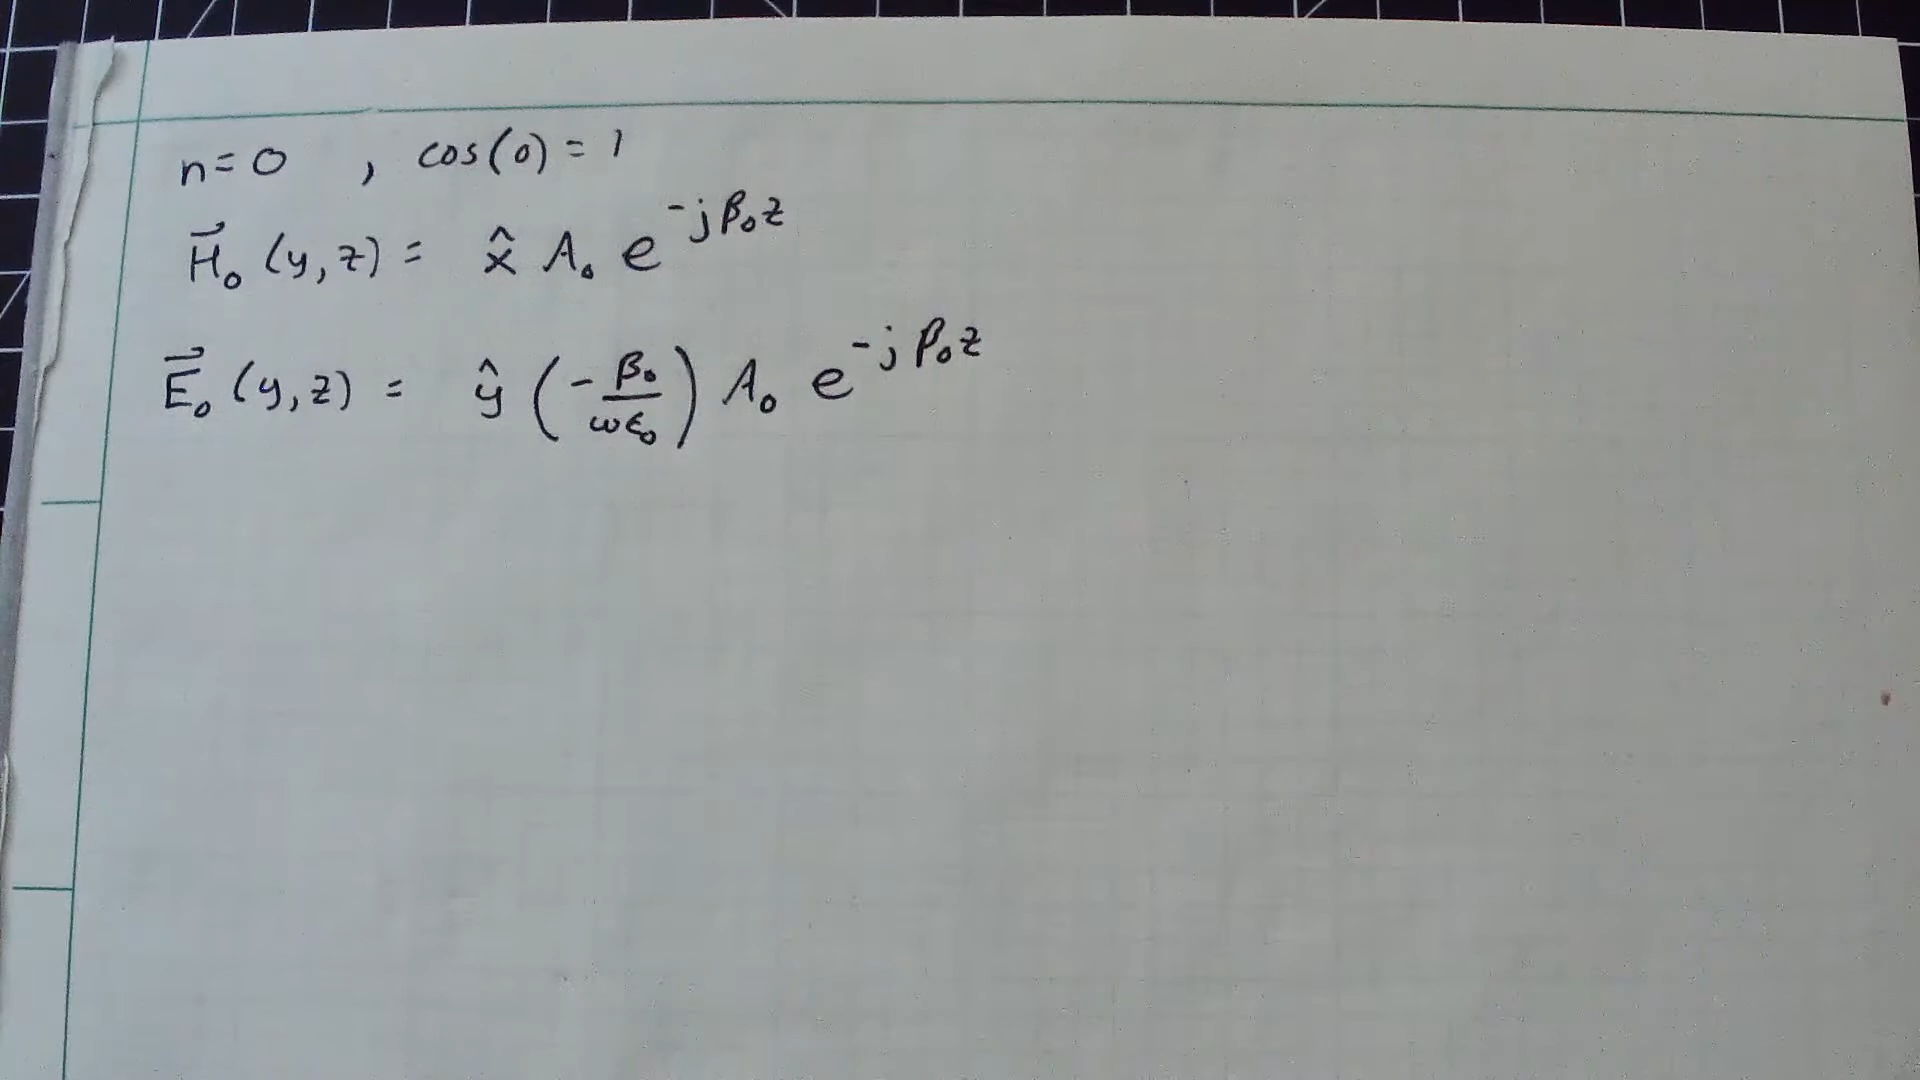 n=0 , cos(0) = 1
H⃗₀ (y,z) = x̂ A₀ e^{-jβ₀z}
E⃗₀ (y,z) = ŷ (-β₀/ωε₀) A₀ e^{-jβ₀z}